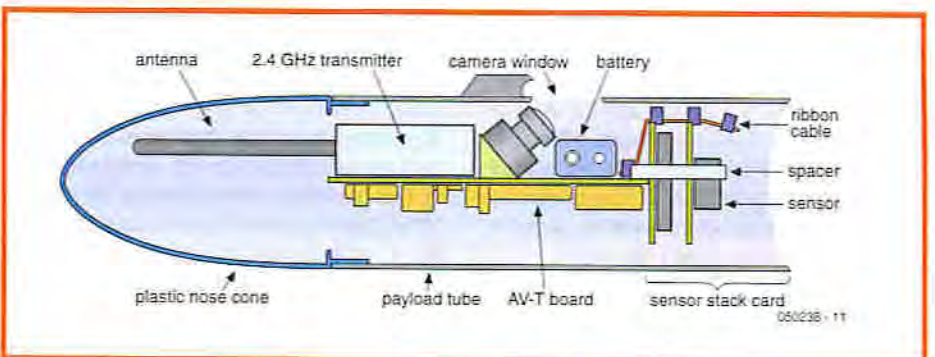 antenna
2.4 GHz transmitter
camera window
battery
ribbon
cable
spacer
sensor
plastic nose cone
payload tube
AV-T board
sensor stack card
050238 - 11